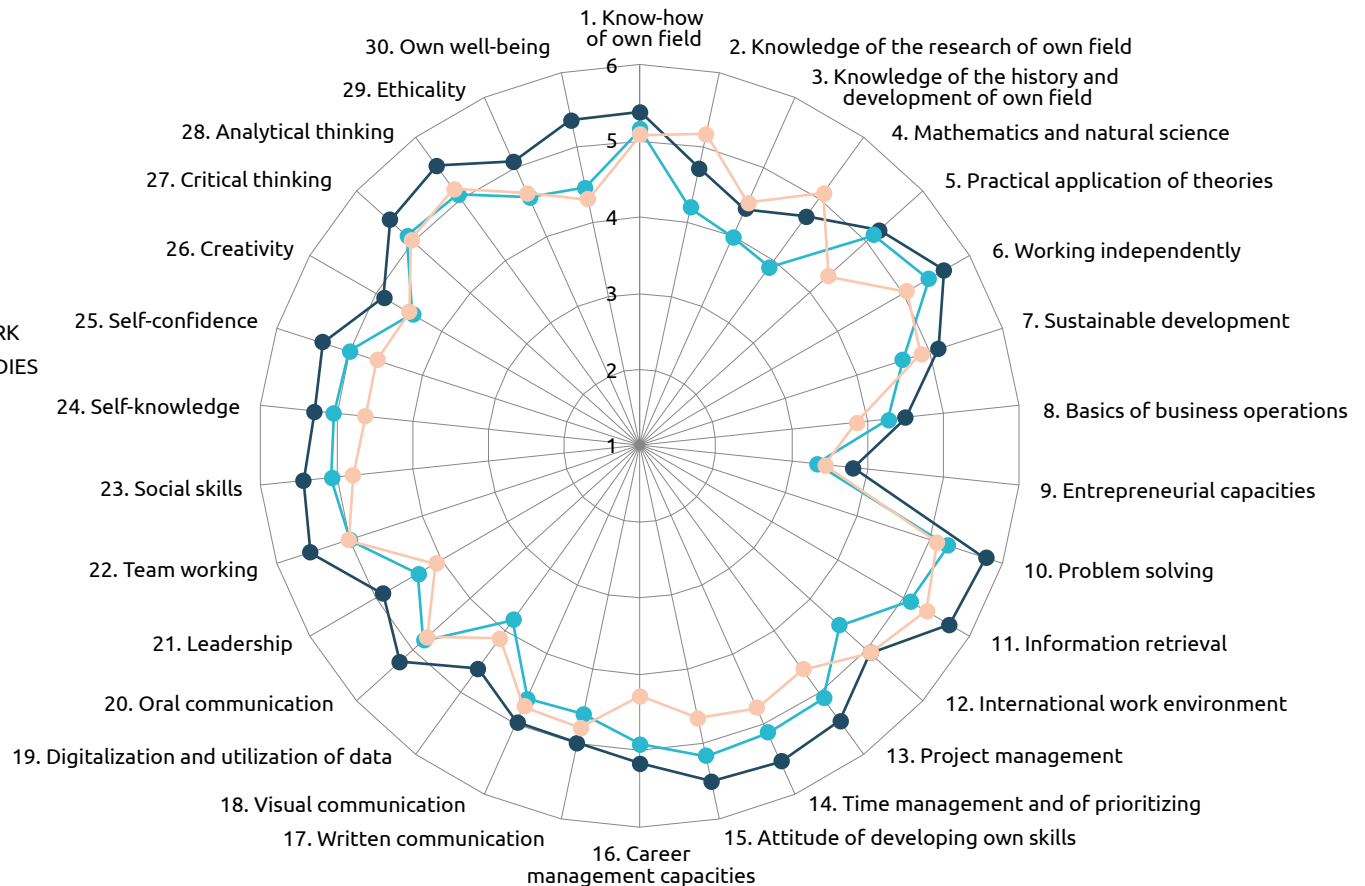 1. Know-how
of own field
2. Knowledge of the research of own field
3. Knowledge of the history and
development of own field
4. Mathematics and natural science
5. Practical application of theories
6. Working independently
7. Sustainable development
8. Basics of business operations
9. Entrepreneurial capacities
10. Problem solving
11. Information retrieval
12. International work environment
13. Project management
14. Time management and of prioritizing
15. Attitude of developing own skills
16. Career
management capacities
17. Written communication
18. Visual communication
19. Digitalization and utilization of data
20. Oral communication
21. Leadership
22. Team working
23. Social skills
24. Self-knowledge
25. Self-confidence
26. Creativity
27. Critical thinking
28. Analytical thinking
29. Ethicality
30. Own well-being
6
5
4
3
2
1
RK
DIES